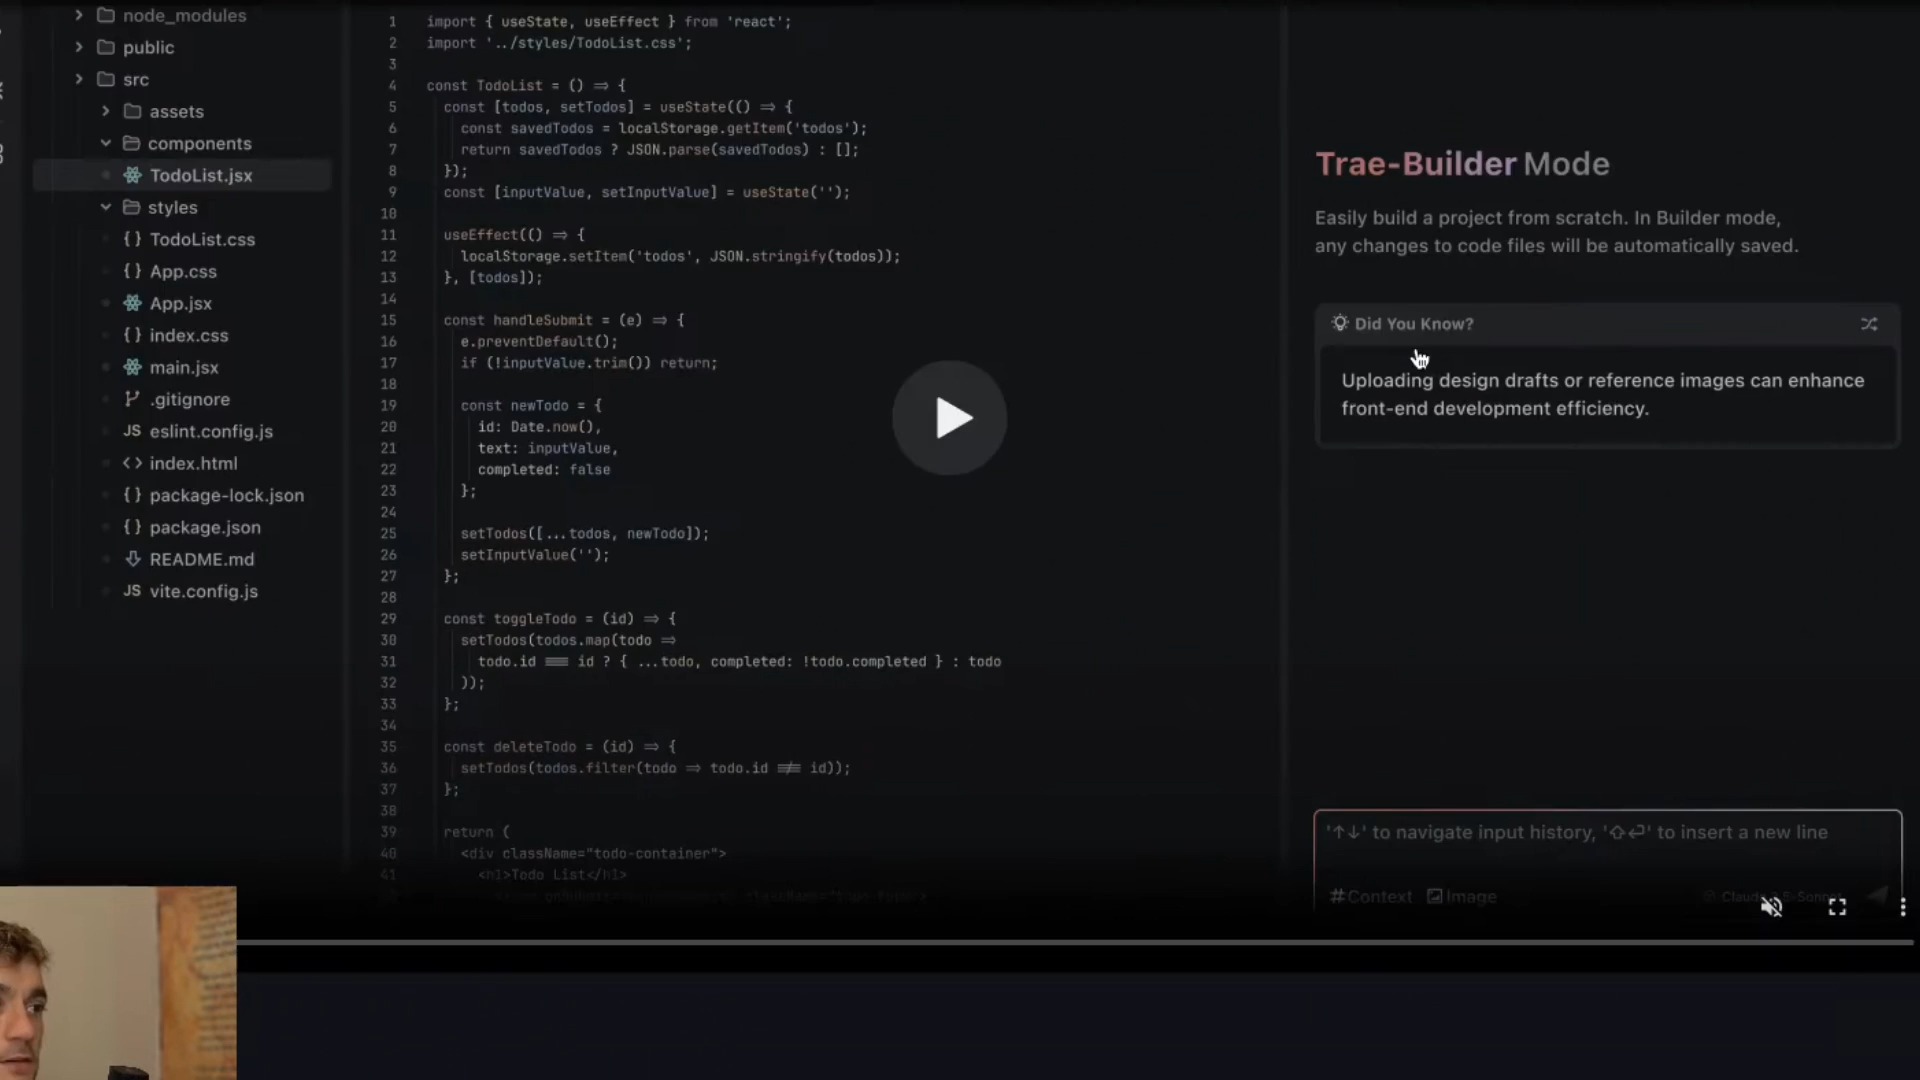 node_modules
public
src
assets
components
TodoList.jsx
styles
{} TodoList.css
{} App.css
App.jsx
{} index.css
main.jsx
.gitignore
JS eslint.config.js
<> index.html
{} package-lock.json
{} package.json
README.md
JS vite.config.js
1 import { useState, useEffect } from 'react';
2 import '../styles/TodoList.css';
3
4 const TodoList = () => {
5 const [todos, setTodos] = useState(() => {
6 const savedTodos = localStorage.getItem('todos');
7 return savedTodos ? JSON.parse(savedTodos) : [];
8 });
9 const [inputValue, setInputValue] = useState('');
10
11 useEffect(() => {
12 localStorage.setItem('todos', JSON.stringify(todos));
13 }, [todos]);
14
15 const handleSubmit = (e) => {
16 e.preventDefault();
17 if (!inputValue.trim()) return;
18
19 const newTodo = {
20 id: Date.now(),
21 text: inputValue,
22 completed: false
23 };
24
25 setTodos([...todos, newTodo]);
26 setInputValue('');
27 };
28
29 const toggleTodo = (id) => {
30 setTodos(todos.map(todo =>
31 todo.id === id ? { ...todo, completed: !todo.completed } : todo
32 ));
33 };
34
35 const deleteTodo = (id) => {
36 setTodos(todos.filter(todo => todo.id !== id));
37 };
38
39 return (
40 <div className="todo-container">
41 <h1>Todo List</h1>
Trae-Builder Mode
Easily build a project from scratch. In Builder mode,
any changes to code files will be automatically saved.
Did You Know?
Uploading design drafts or reference images can enhance
front-end development efficiency.
'↑↓' to navigate input history, '⇧⏎' to insert a new line
#Context Image